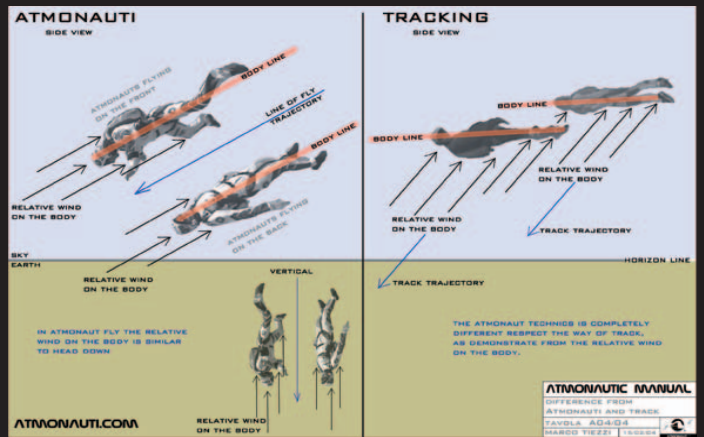 ATMONAUTI
SIDE VIEW
ATMONAUTS FLYING
ON THE FRONT
BODY LINE
LINE OF FLY
TRAJECTORY
BODY LINE
RELATIVE WIND
ON THE BODY
ATMONAUTS FLYING
ON THE BACK
SKY
EARTH
RELATIVE WIND
ON THE BODY
VERTICAL
IN ATMONAUT FLY THE RELATIVE
WIND ON THE BODY IS SIMILAR
TO HEAD DOWN
RELATIVE WIND
ON THE BODY
ATMONAUTI.COM
TRACKING
SIDE VIEW
BODY LINE
BODY LINE
RELATIVE WIND
ON THE BODY
RELATIVE WIND
ON THE BODY
TRACK TRAJECTORY
HORIZON LINE
TRACK TRAJECTORY
THE ATMONAUT TECHNICS IS COMPLETELY
DIFFERENT RESPECT THE WAY OF TRACK,
AS DEMONSTRATE FROM THE RELATIVE WIND
ON THE BODY.
ATMONAUTIC MANUAL
DIFFERENCE FROM
ATMONAUTI AND TRACK
TAVOLA A04/04
MARCO TIEZZI